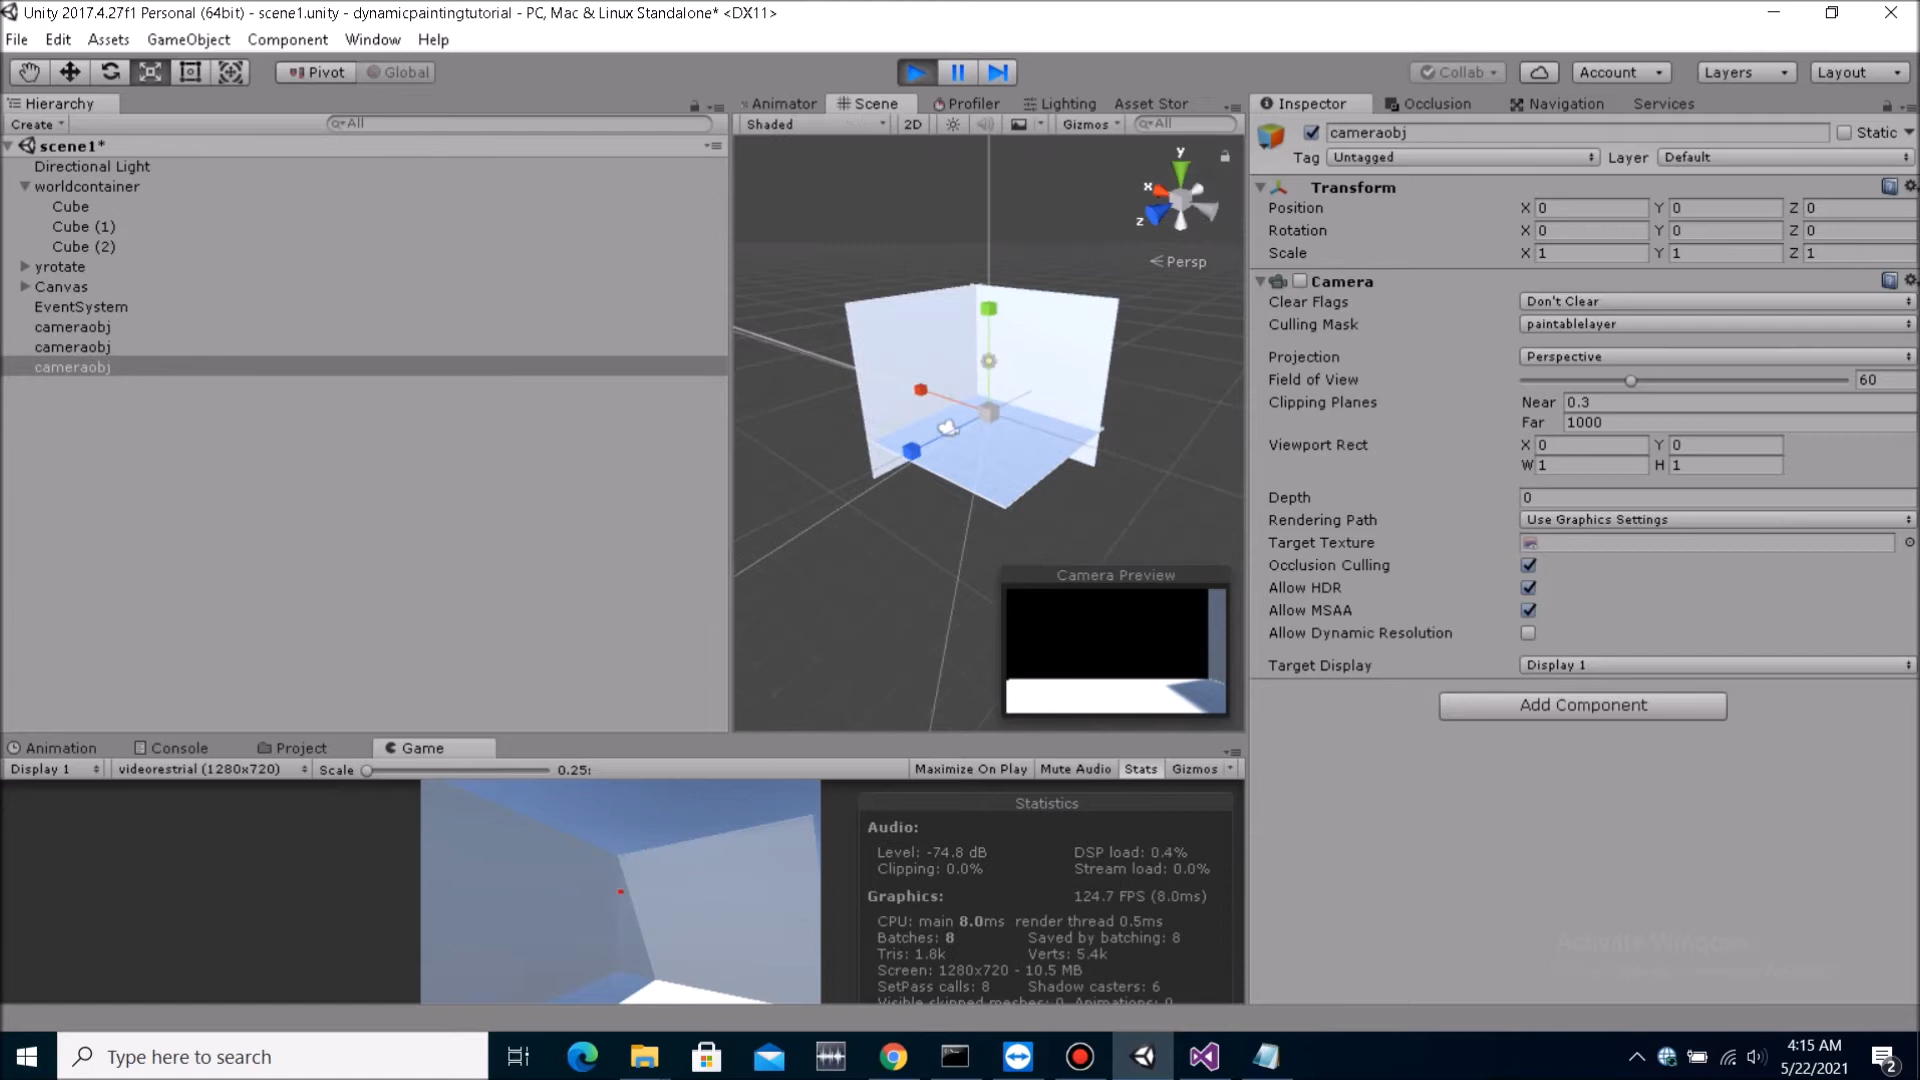 Unity 2017.4.27f1 Personal (64bit) - scene1.unity - dynamicpaintingtutorial - PC, Mac & Linux Standalone* <DX11>
File Edit Assets GameObject Component Window Help
Pivot Global Collab Account Layers Layout
Hierarchy
Create All
scene1*
Directional Light
worldcontainer
Cube
Cube (1)
Cube (2)
yrotate
Canvas
EventSystem
cameraobj
cameraobj
cameraobj
Animator Scene Profiler Lighting Asset Stor
Shaded 2D Gizmos All
y
x
z
Persp
Camera Preview
Inspector Occlusion Navigation Services
cameraobj Static
Tag Untagged Layer Default
Transform
Position X 0 Y 0 Z 0
Rotation X 0 Y 0 Z 0
Scale X 1 Y 1 Z 1
Camera
Clear Flags Don't Clear
Culling Mask paintablelayer
Projection Perspective
Field of View 60
Clipping Planes Near 0.3
Far 1000
Viewport Rect X 0 Y 0
W 1 H 1
Depth 0
Rendering Path Use Graphics Settings
Target Texture
Occlusion Culling
Allow HDR
Allow MSAA
Allow Dynamic Resolution
Target Display Display 1
Add Component
Animation Console Project Game
Display 1 videorestrial (1280x720) Scale 0.25: Maximize On Play Mute Audio Stats Gizmos
Statistics
Audio:
Level: -74.8 dB DSP load: 0.4%
Clipping: 0.0% Stream load: 0.0%
Graphics: 124.7 FPS (8.0ms)
CPU: main 8.0ms render thread 0.5ms
Batches: 8 Saved by batching: 8
Tris: 1.8k Verts: 5.4k
Screen: 1280x720 - 10.5 MB
SetPass calls: 8 Shadow casters: 6
Visible skinned meshes: 0 Animations: 0
Activate Windows
Type here to search
4:15 AM
5/22/2021
2